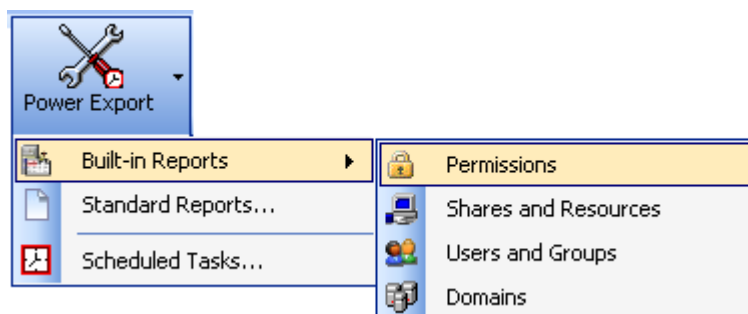 Power Export
Built-in Reports
Standard Reports...
Scheduled Tasks...
Permissions
Shares and Resources
Users and Groups
Domains